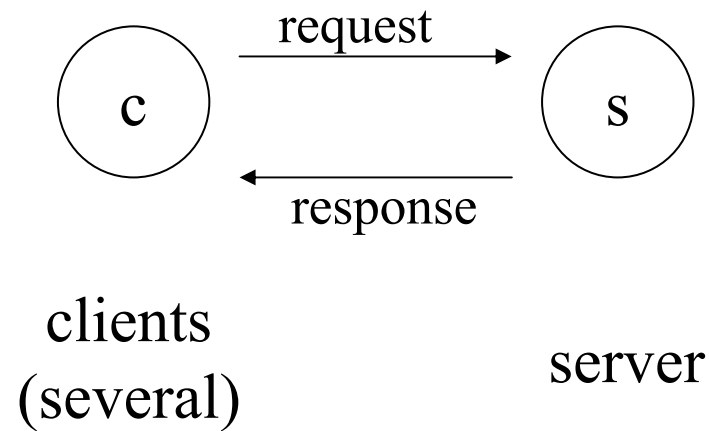 request
c
s
response
clients
(several)
server